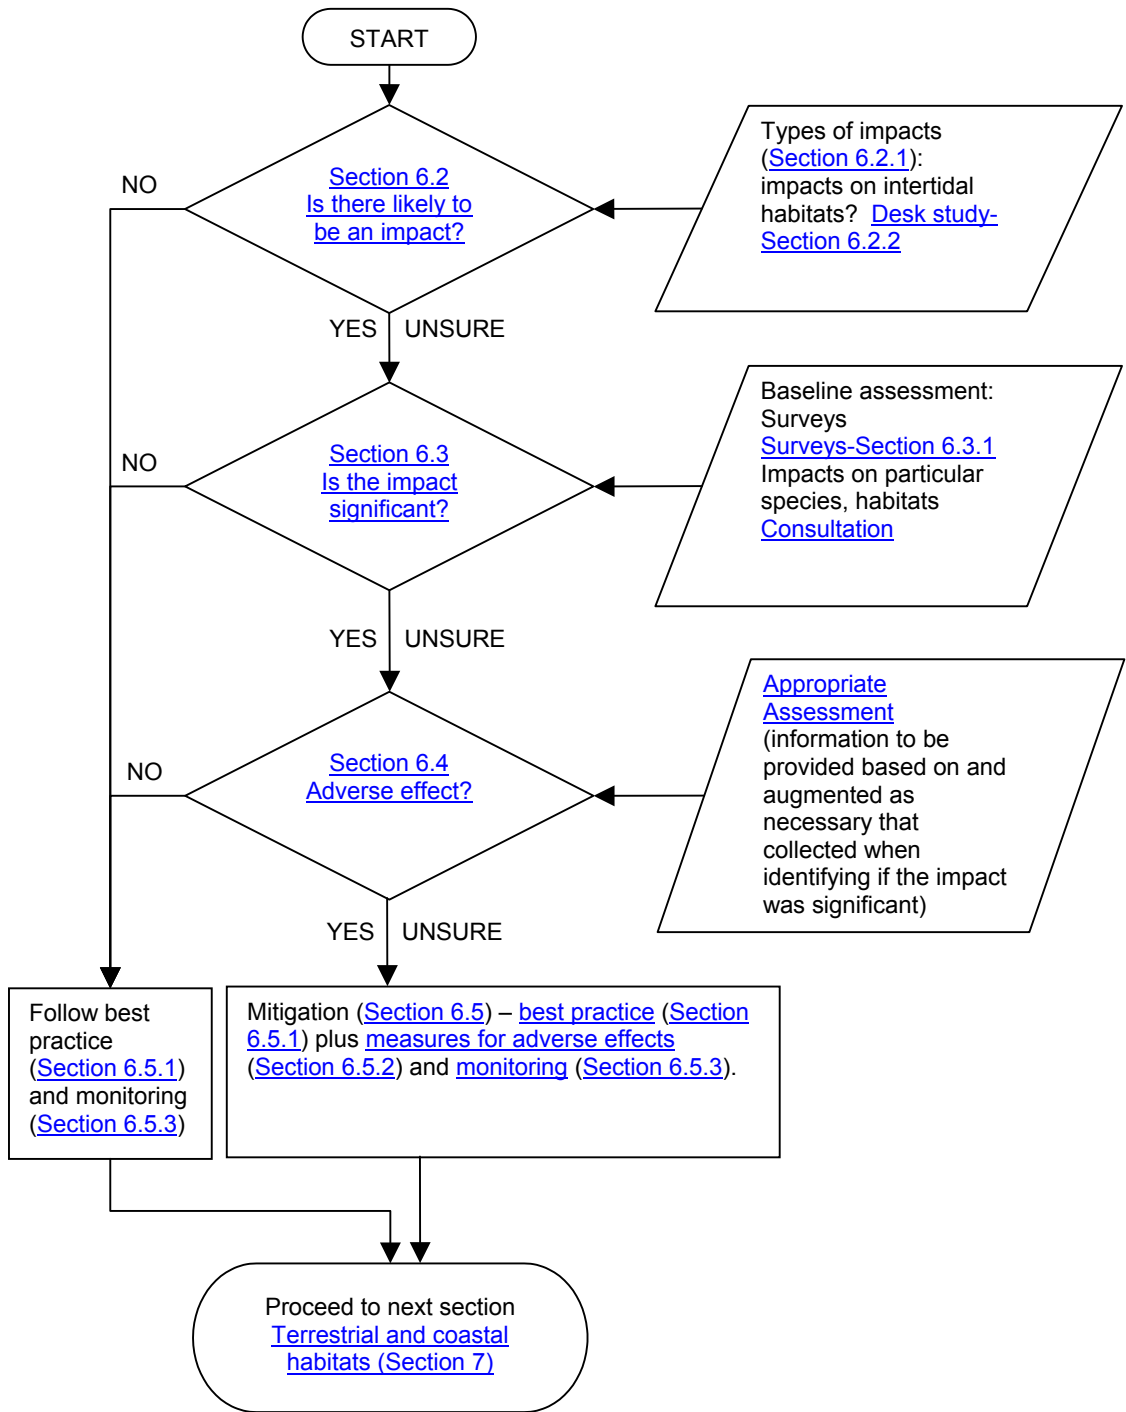 START
NO
Section 6.2
Is there likely to
be an impact?
Types of impacts
(Section 6.2.1):
impacts on intertidal
habitats?  Desk study-
Section 6.2.2
YES
UNSURE
NO
Section 6.3
Is the impact
significant?
Baseline assessment:
Surveys
Surveys-Section 6.3.1
Impacts on particular
species, habitats
Consultation
YES
UNSURE
NO
Section 6.4
Adverse effect?
Appropriate
Assessment
(information to be
provided based on and
augmented as
necessary that
collected when
identifying if the impact
was significant)
YES
UNSURE
Follow best
practice
(Section 6.5.1)
and monitoring
(Section 6.5.3)
Mitigation (Section 6.5) – best practice (Section
6.5.1) plus measures for adverse effects
(Section 6.5.2) and monitoring (Section 6.5.3).
Proceed to next section
Terrestrial and coastal
habitats (Section 7)